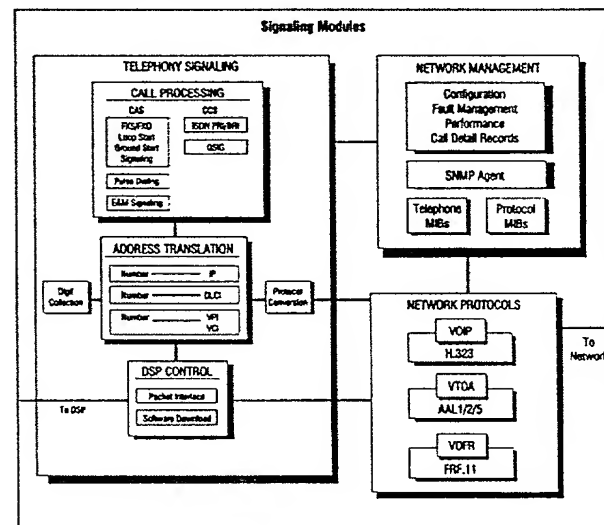 Signaling Modules
TELEPHONY SIGNALING
CALL PROCESSING
CAS
FXS/FXO
Loop Start
Ground Start
Signaling
Pulse Dialing
E&M Signaling
CCS
ISDN PRI/BRI
QSIG
ADDRESS TRANSLATION
Number IP
Number DLCI
Number VPI
VCI
Digit
Collection
Protocol
Conversion
DSP CONTROL
Packet Interface
Software Download
To DSP
NETWORK MANAGEMENT
Configuration
Fault Management
Performance
Call Detail Records
SNMP Agent
Telephone
MIBs
Protocol
MIBs
NETWORK PROTOCOLS
VOIP
H.323
VTOA
AAL1/2/5
VOFR
FRF.11
To
Network